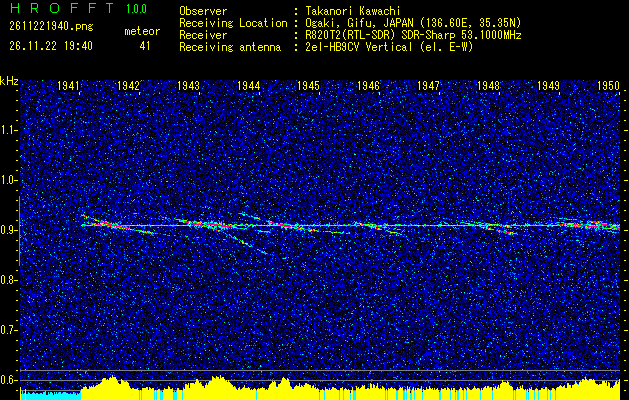 H R O F F T 1.0.0
2611221940.png
26.11.22 19:40
meteor
41
Observer : Takanori Kawachi
Receiving Location : Ogaki, Gifu, JAPAN (136.60E, 35.35N)
Receiver : R820T2(RTL-SDR) SDR-Sharp 53.1000MHz
Receiving antenna : 2el-HB9CV Vertical (el. E-W)
kHz 1941 1942 1943 1944 1945 1946 1947 1948 1949 1950
1.1
1.0
0.9
0.8
0.7
0.6